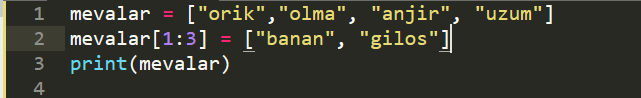 1 mevalar = ["orik","olma", "anjir", "uzum"]
2 mevalar[1:3] = ["banan", "gilos"]
3 print(mevalar)
4